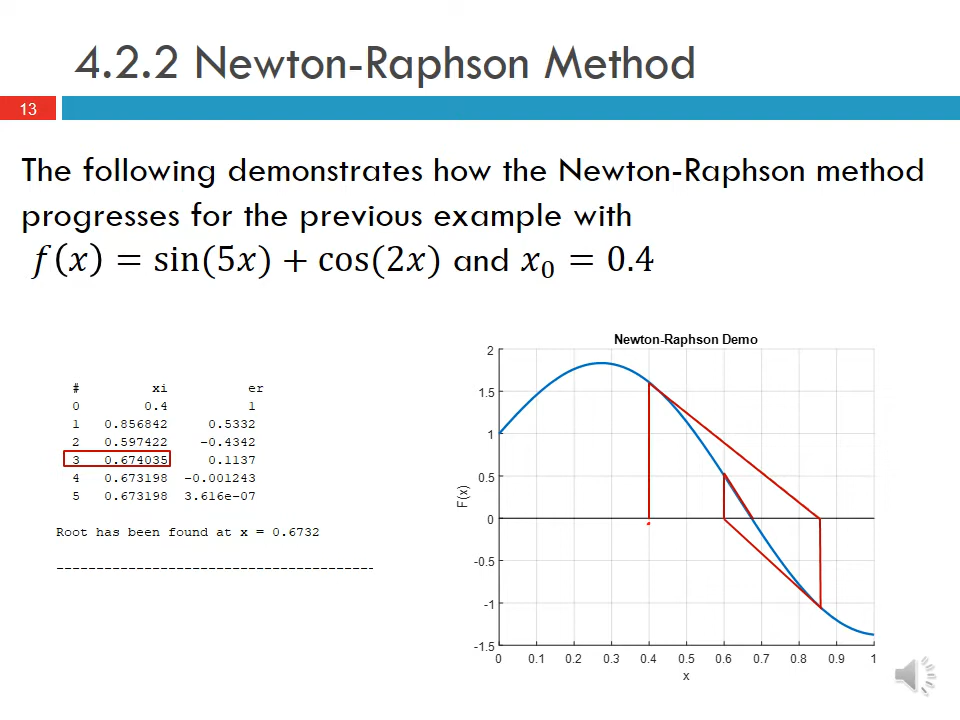 4.2.2 Newton-Raphson Method
13
The following demonstrates how the Newton-Raphson method
progresses for the previous example with
f(x) = sin(5x) + cos(2x) and x₀ = 0.4
# xi er
0 0.4 1
1 0.856842 0.5332
2 0.597422 -0.4342
3 0.674035 0.1137
4 0.673198 -0.001243
5 0.673198 3.616e-07
Root has been found at x = 0.6732
----------------------------------------
Newton-Raphson Demo
2
1.5
1
0.5
0
-0.5
-1
-1.5
F(x)
0 0.1 0.2 0.3 0.4 0.5 0.6 0.7 0.8 0.9 1
x